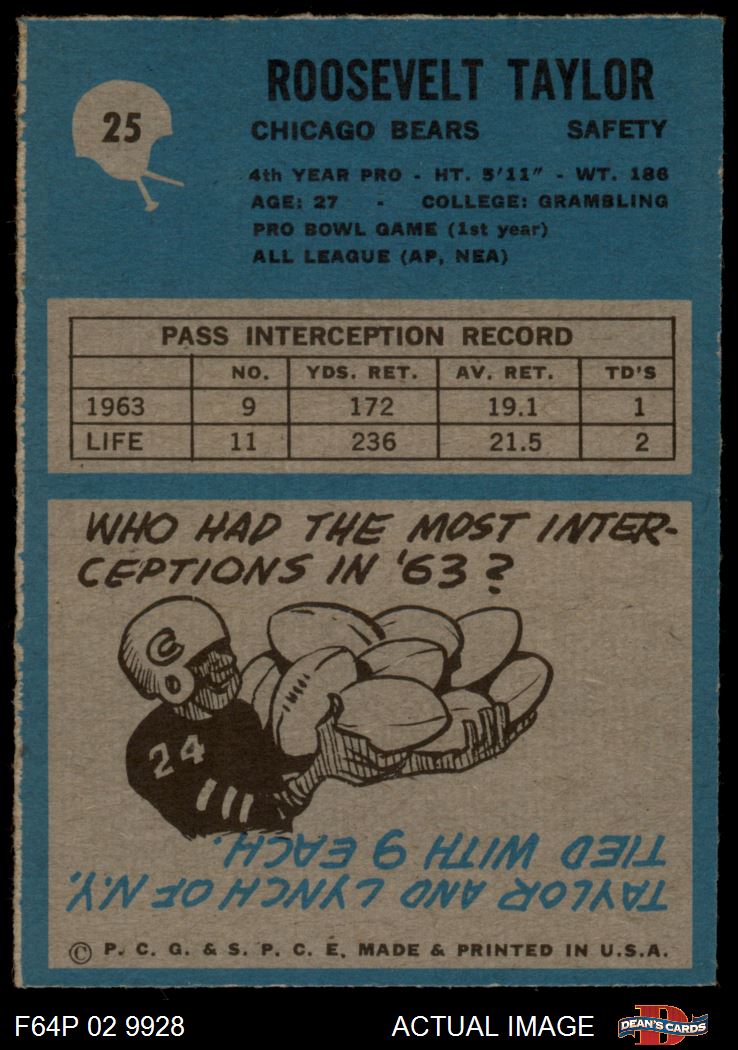 25
ROOSEVELT TAYLOR
CHICAGO BEARS SAFETY
4th YEAR PRO - HT. 5'11" - WT. 186
AGE: 27 - COLLEGE: GRAMBLING
PRO BOWL GAME (1st year)
ALL LEAGUE (AP, NEA)
PASS INTERCEPTION RECORD
NO. YDS. RET. AV. RET. TD'S
1963 9 172 19.1 1
LIFE 11 236 21.5 2
WHO HAD THE MOST INTER-
CEPTIONS IN '63?
C
24
TAYLOR AND LYNCH OF N.Y.
TIED WITH 9 EACH.
© P. C. G. & S. P. C. E. MADE & PRINTED IN U.S.A.
F64P 02 9928 ACTUAL IMAGE D DEAN'S CARDS